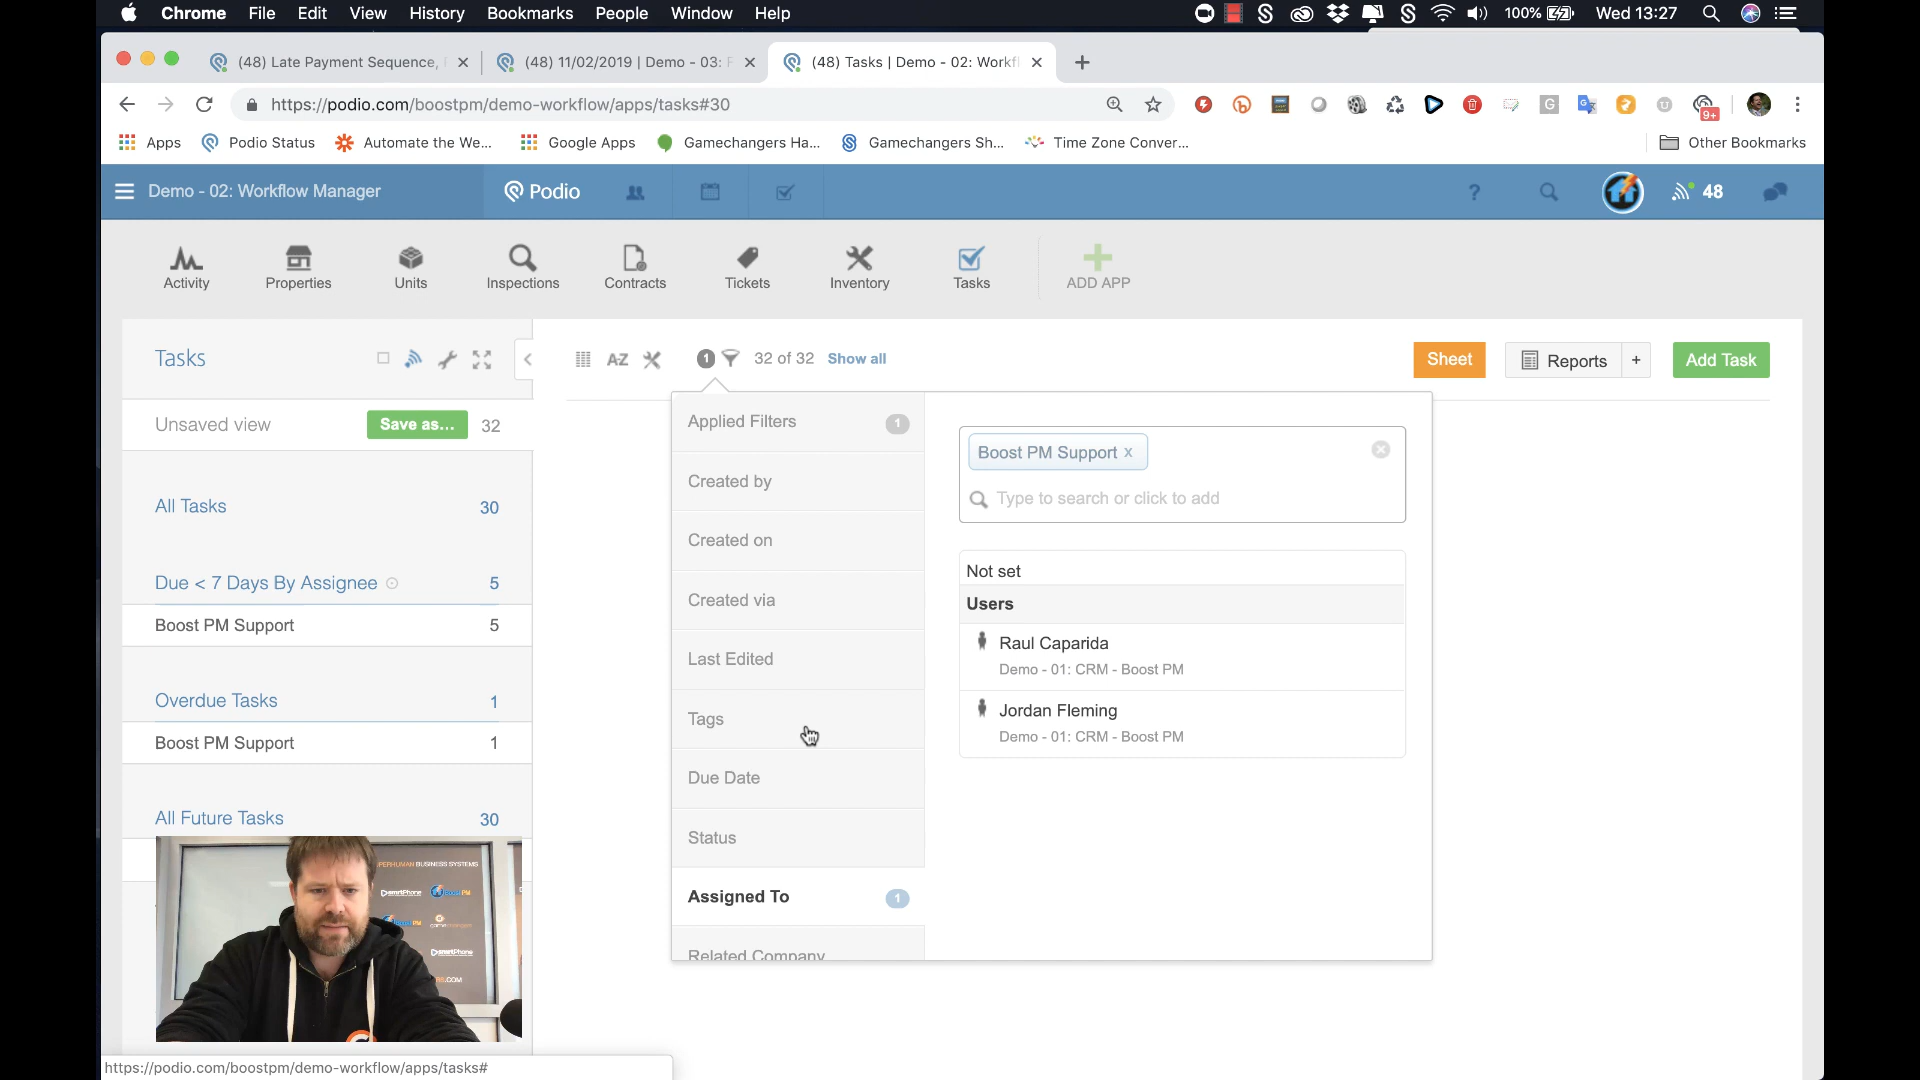 Chrome File Edit View History Bookmarks People Window Help 100% Wed 13:27
(48) Late Payment Sequence, (48) 11/02/2019 | Demo - 03: (48) Tasks | Demo - 02: Workfl
https://podio.com/boostpm/demo-workflow/apps/tasks#30 9+
Apps Podio Status Automate the We... Google Apps Gamechangers Ha... Gamechangers Sh... Time Zone Conver... Other Bookmarks
Demo - 02: Workflow Manager Podio ? 48
Activity Properties Units Inspections Contracts Tickets Inventory Tasks ADD APP
Tasks A-Z 1 32 of 32 Show all Sheet Reports + Add Task
Unsaved view Save as... 32
All Tasks 30
Due < 7 Days By Assignee 5
Boost PM Support 5
Overdue Tasks 1
Boost PM Support 1
All Future Tasks 30
Applied Filters 1
Created by
Created on
Created via
Last Edited
Tags
Due Date
Status
Assigned To 1
Related Company
Boost PM Support x
Type to search or click to add
Not set
Users
Raul Caparida
Demo - 01: CRM - Boost PM
Jordan Fleming
Demo - 01: CRM - Boost PM
PERHUMAN BUSINESS SYSTEMS
smrtPhone
smrtPhone
https://podio.com/boostpm/demo-workflow/apps/tasks#